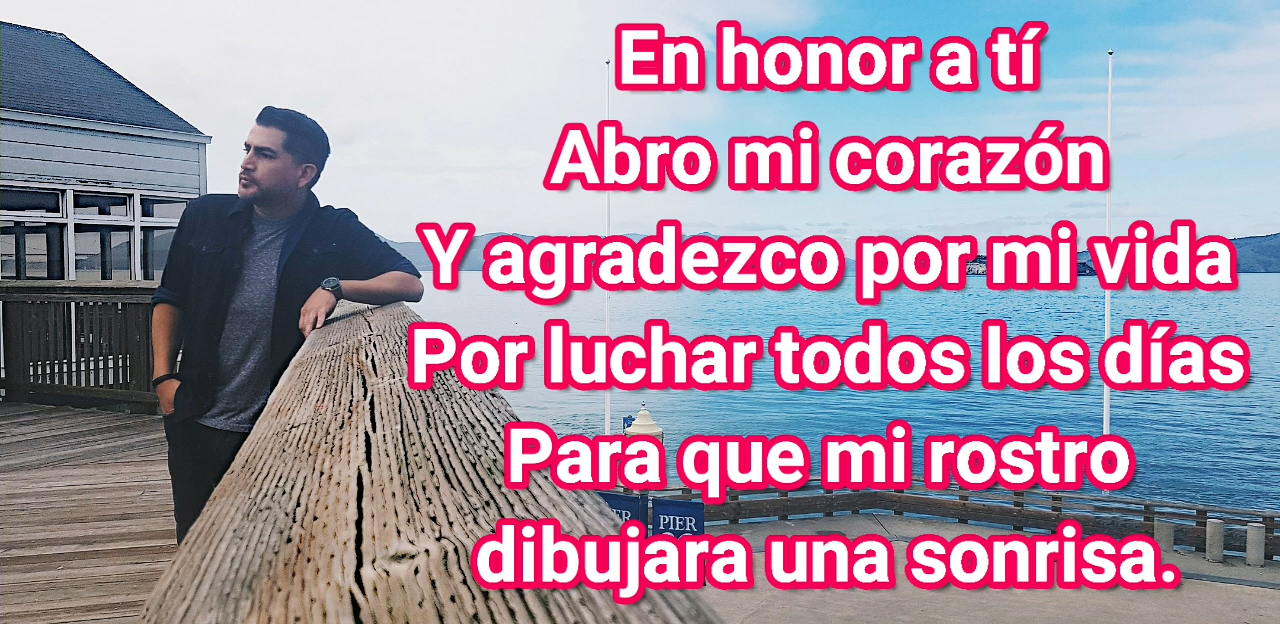 En honor a tí
Abro mi corazón
Y agradezco por mi vida
Por luchar todos los días
Para que mi rostro
dibujara una sonrisa.
PIER